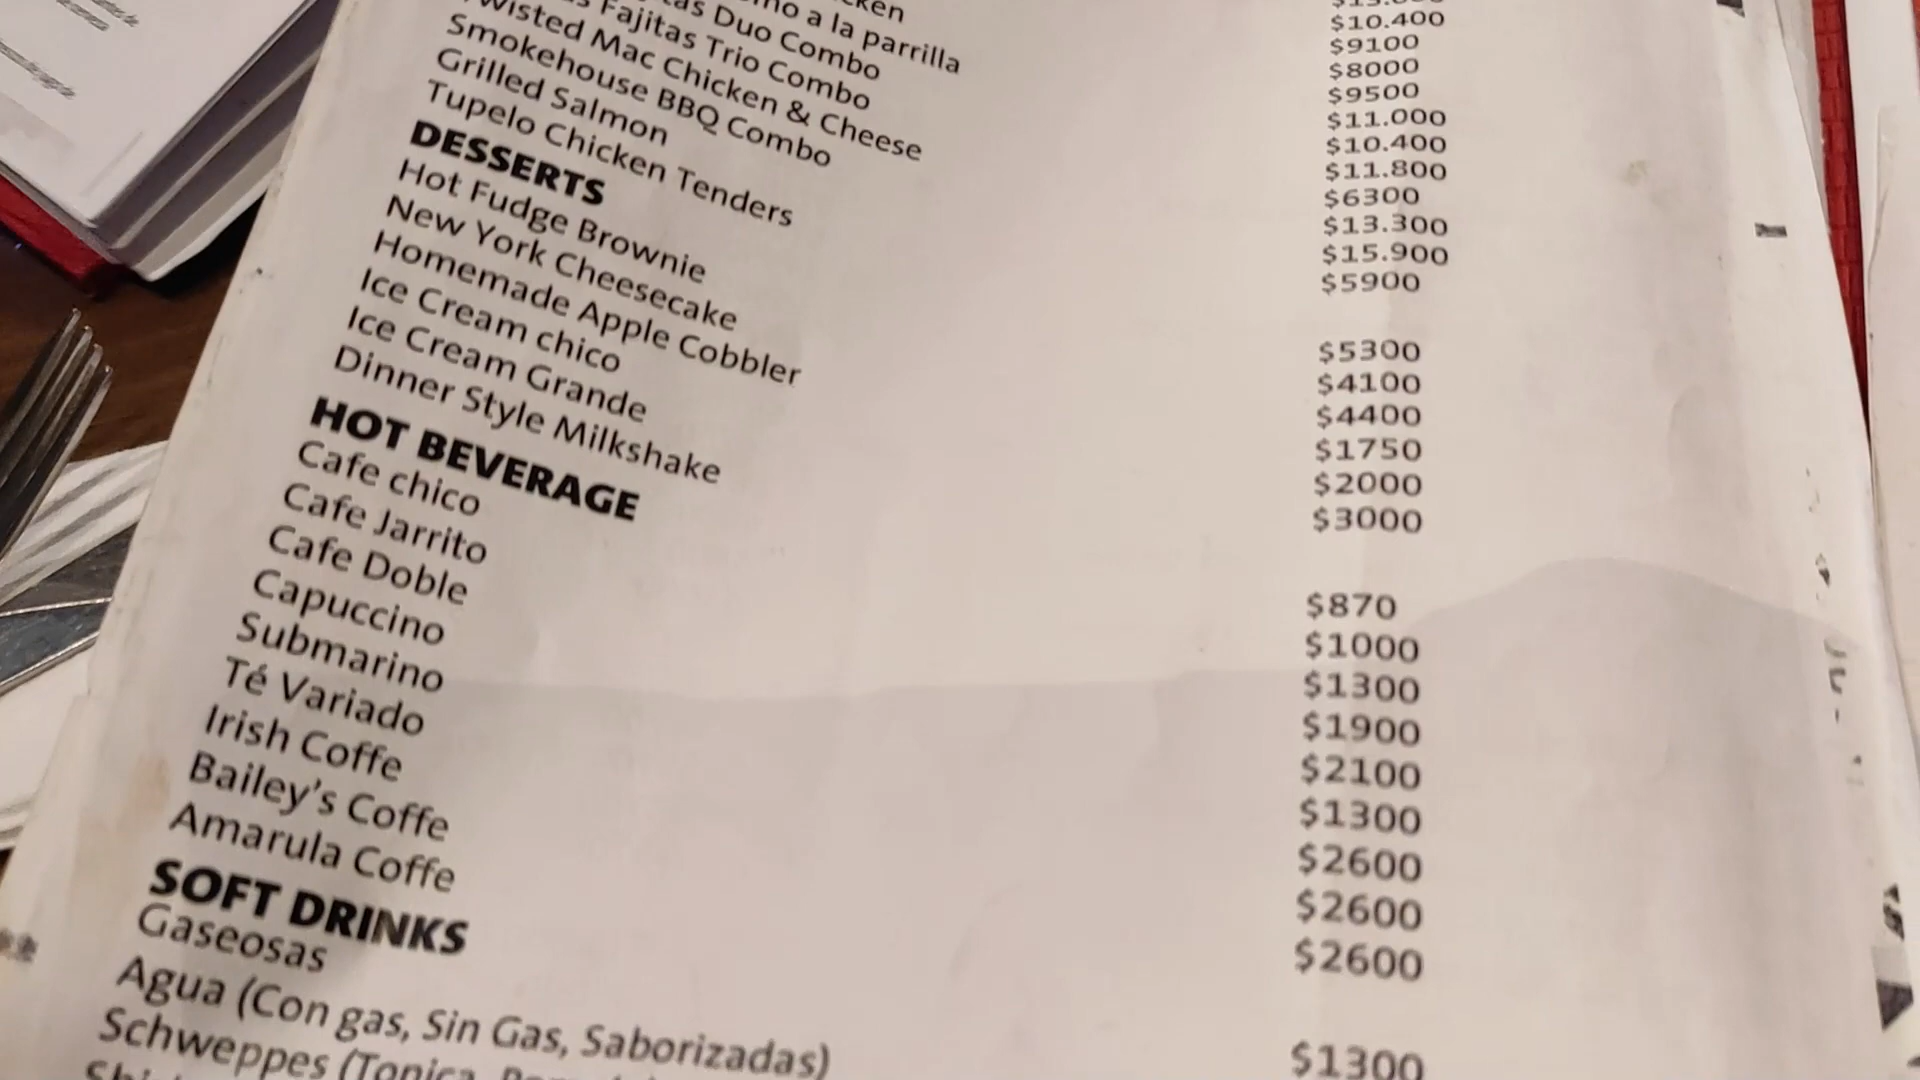 $10.400
$9100
$8000
$9500
a la parrilla $11.000
Duo Combo $10.400
Fajitas Trio Combo $11.800
Twisted Mac Chicken & Cheese $6300
Smokehouse BBQ Combo $13.300
Grilled Salmon $15.900
Tupelo Chicken Tenders $5900
DESSERTS
Hot Fudge Brownie $5300
New York Cheesecake $4100
Homemade Apple Cobbler $4400
Ice Cream chico $1750
Ice Cream Grande $2000
Dinner Style Milkshake $3000
HOT BEVERAGE
Cafe chico $870
Cafe Jarrito $1000
Cafe Doble $1300
Capuccino $1900
Submarino $2100
Té Variado $1300
Irish Coffe $2600
Bailey's Coffe $2600
Amarula Coffe $2600
SOFT DRINKS
Gaseosas $1300
Agua (Con gas, Sin Gas, Saborizadas)
Schweppes (Tonica,